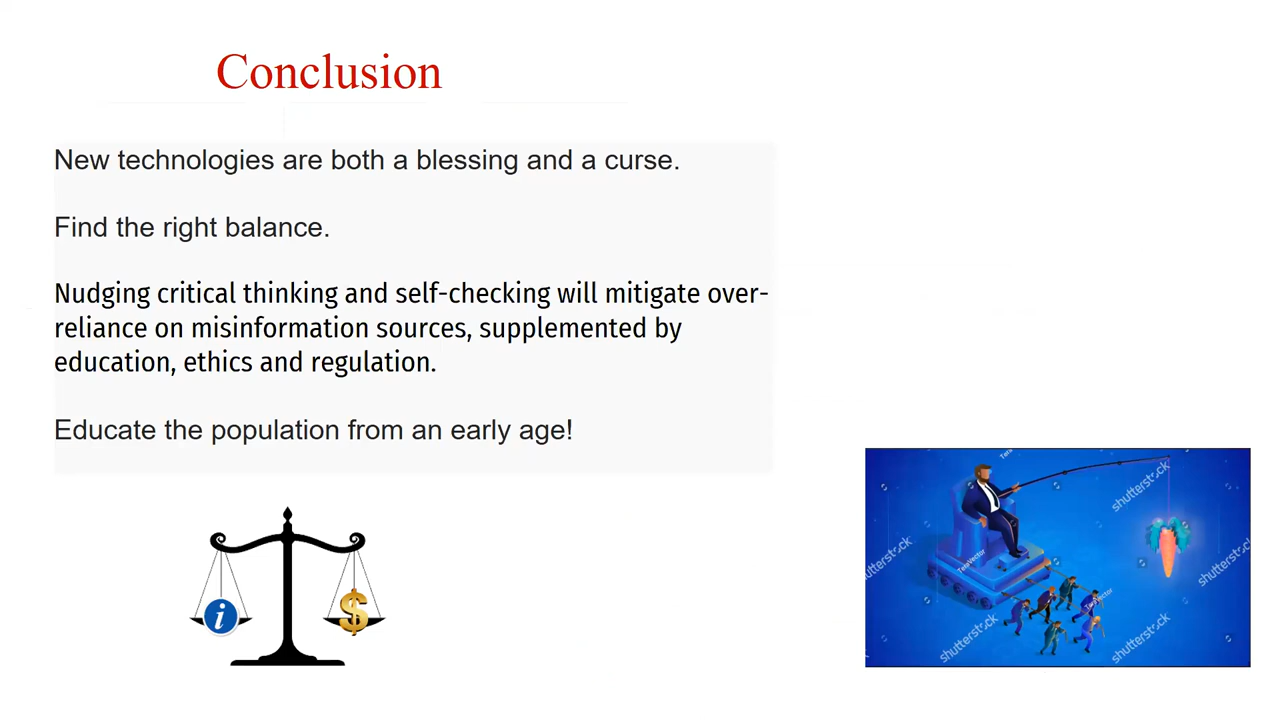 Conclusion
New technologies are both a blessing and a curse.
Find the right balance.
Nudging critical thinking and self-checking will mitigate over-
reliance on misinformation sources, supplemented by
education, ethics and regulation.
Educate the population from an early age!
i
$
shutterstock
shutterstock
shutterstock
TeraVector
TeraVector
shutterstock
shutterstock